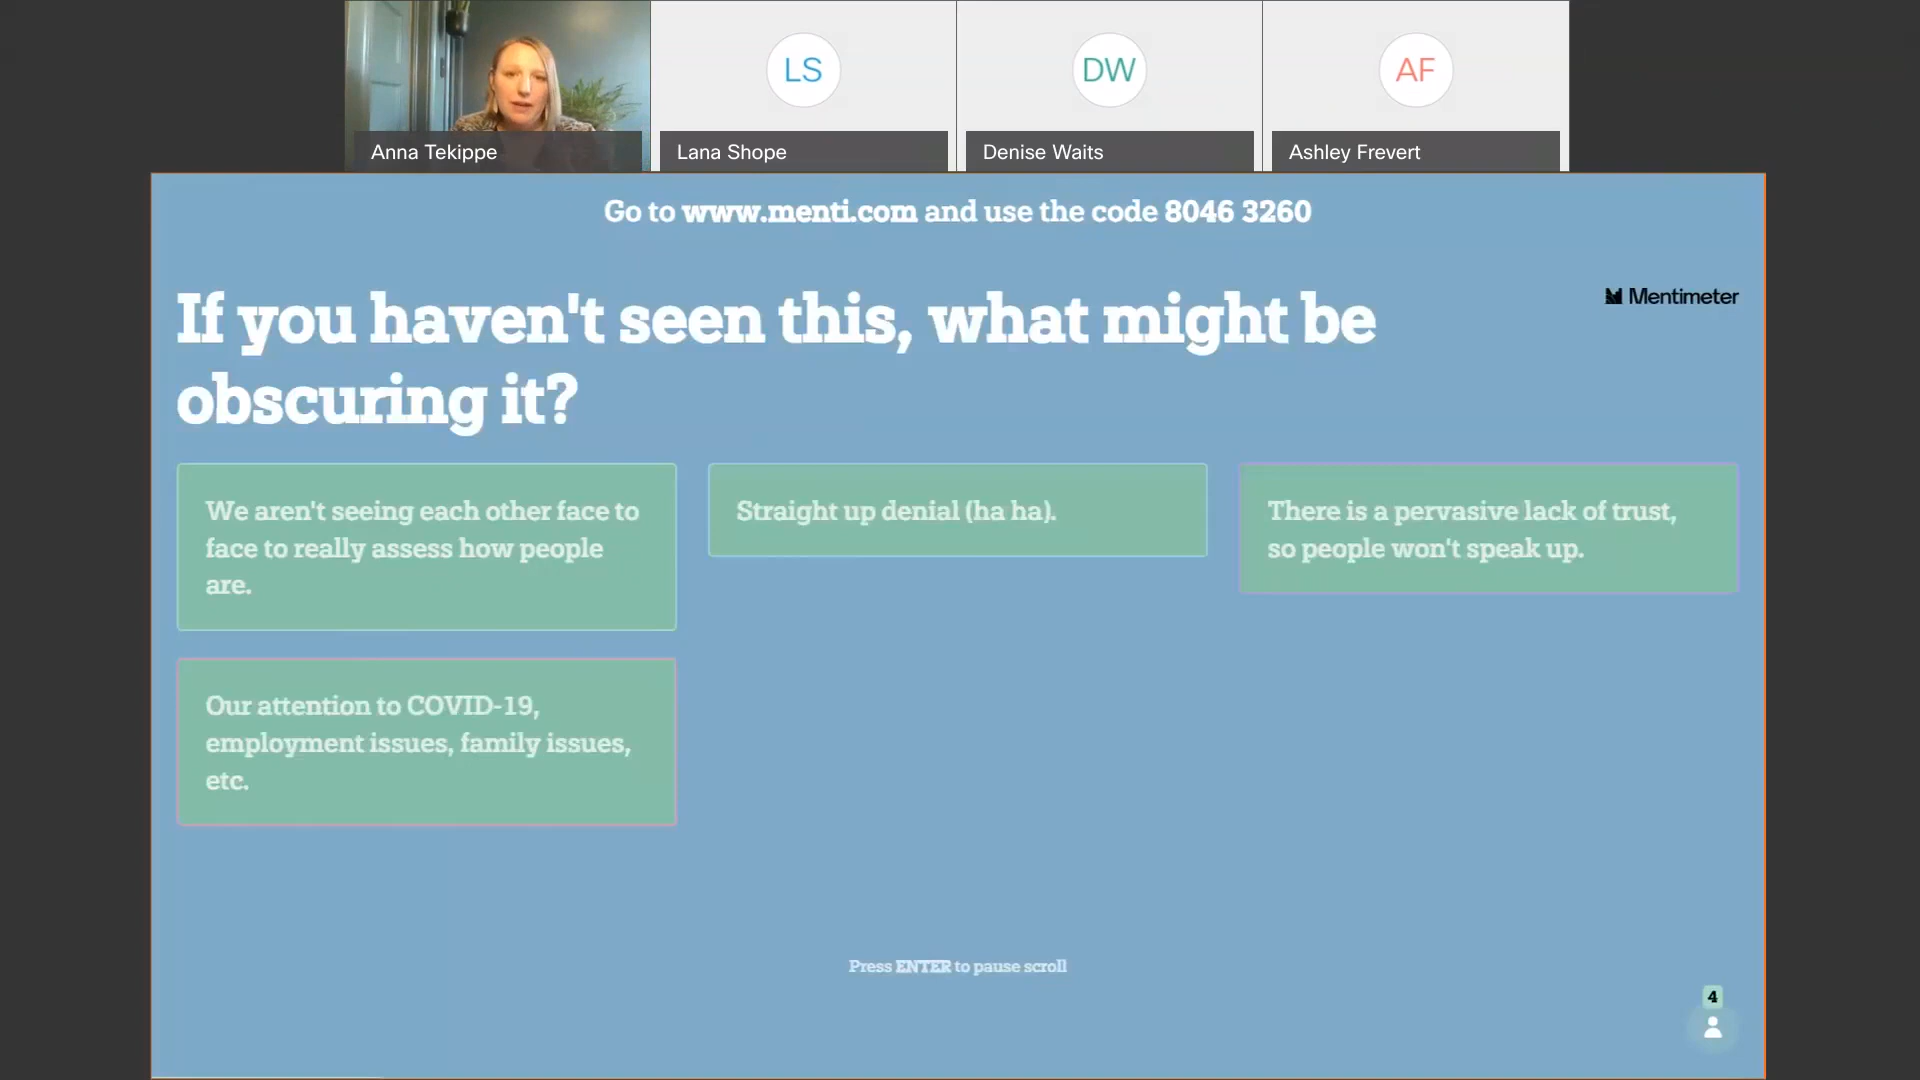 LS
DW
AF
Anna Tekippe
Lana Shope
Denise Waits
Ashley Frevert
Go to www.menti.com and use the code 8046 3260
If you haven't seen this, what might be
obscuring it?
Mentimeter
We aren't seeing each other face to
face to really assess how people
are.
Straight up denial (ha ha).
There is a pervasive lack of trust,
so people won't speak up.
Our attention to COVID-19,
employment issues, family issues,
etc.
Press ENTER to pause scroll
4